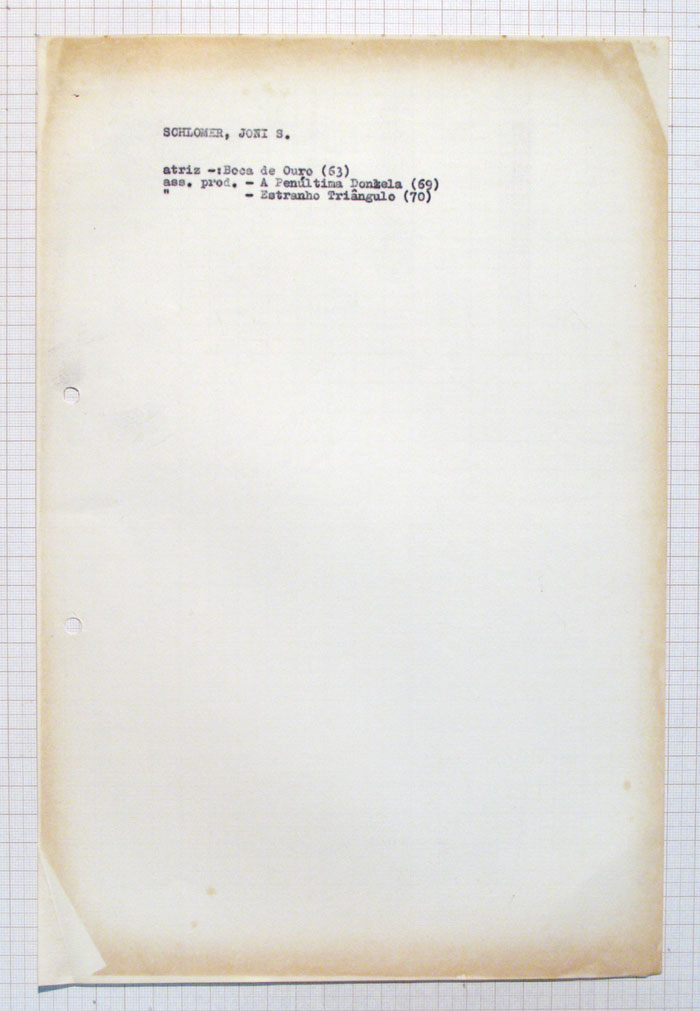 SCHLOMER, JONI S.
atriz -:Boca de Ouro (63)
ass. prod. - A Penúltima Donzela (69)
" - Estranho Triângulo (70)